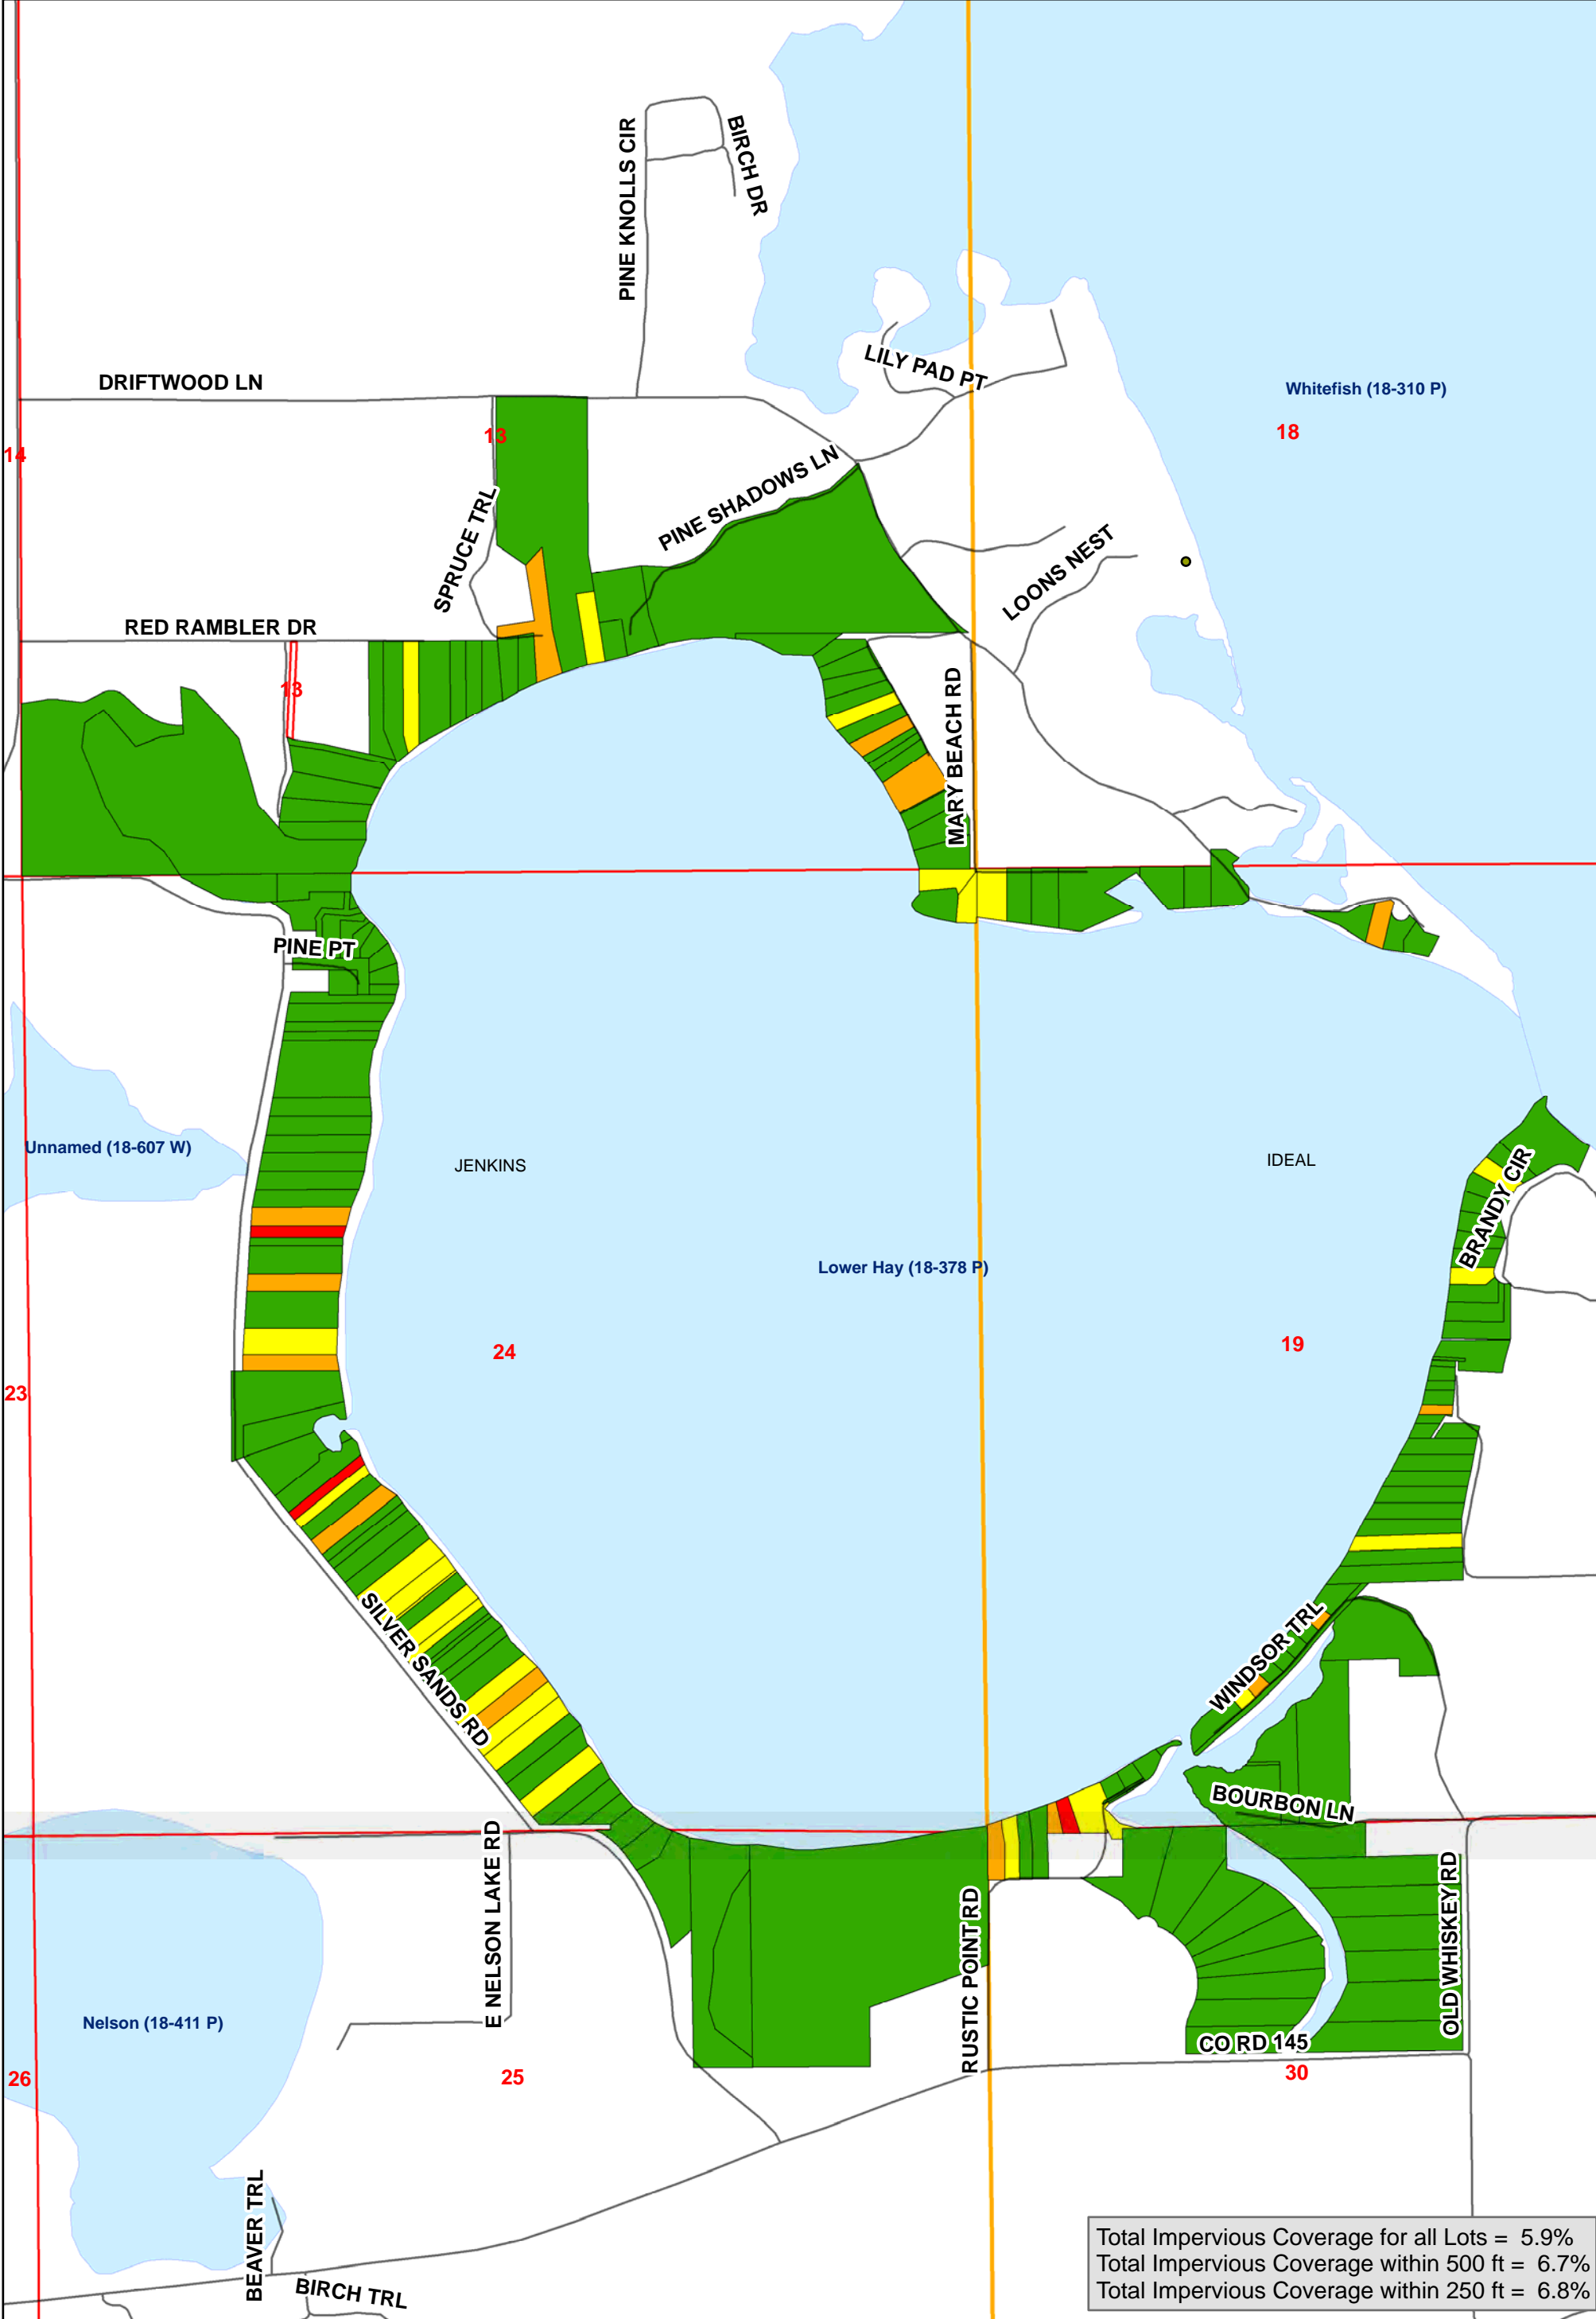 PINE KNOLLS CIR
BIRCH DR
LILY PAD PT
DRIFTWOOD LN
Whitefish (18-310 P)
13
18
14
PINE SHADOWS LN
SPRUCE TRL
LOONS NEST
RED RAMBLER DR
13
MARY BEACH RD
PINE PT
Unnamed (18-607 W)
JENKINS
IDEAL
BRANDY CIR
Lower Hay (18-378 P)
24
19
23
SILVER SANDS RD
WINDSOR TRL
BOURBON LN
E NELSON LAKE RD
RUSTIC POINT RD
OLD WHISKEY RD
Nelson (18-411 P)
CO RD 145
26
25
30
BEAVER TRL
BIRCH TRL
Total Impervious Coverage for all Lots = 5.9%
Total Impervious Coverage within 500 ft = 6.7%
Total Impervious Coverage within 250 ft = 6.8%